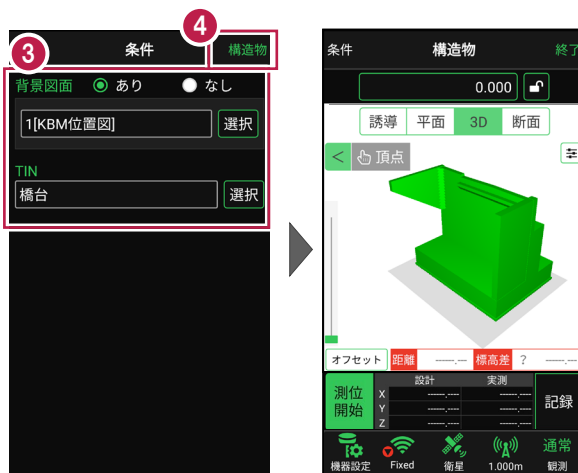 3
4
条件
構造物
背景図面
あり
なし
1[KBM位置図]
選択
TIN
橋台
選択
条件
構造物
終了
0.000
誘導
平面
3D
断面
<
頂点
オフセット
距離
-----.---
標高差
?
-----.---
設計
実測
測位
開始
X
------.----
------.----
Y
------.----
------.----
Z
------.----
------.----
記録
機器設定
Fixed
衛星
1.000m
通常
観測